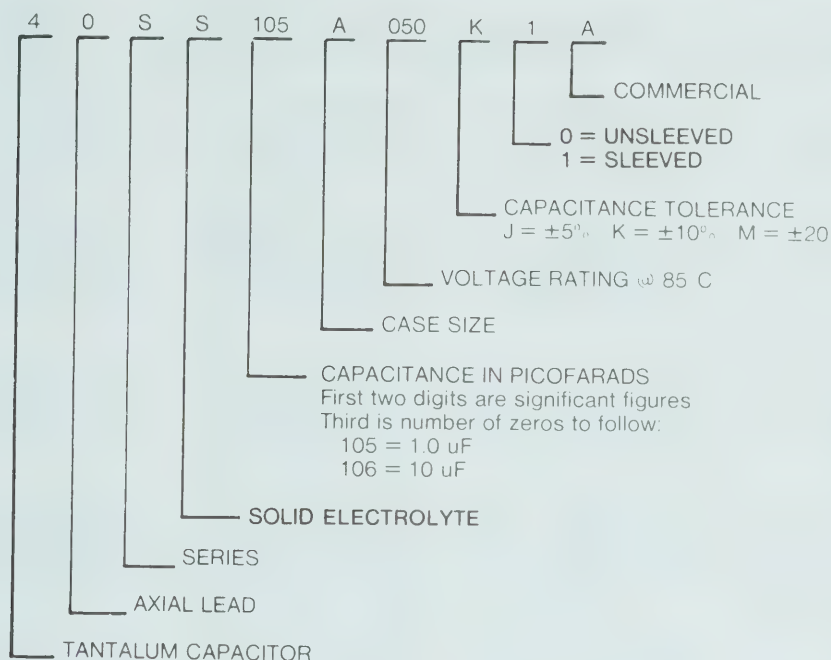 4 0 S S 105 A 050 K 1 A
COMMERCIAL
0 = UNSLEEVED
1 = SLEEVED
CAPACITANCE TOLERANCE
J = ±5% K = ±10% M = ±20
VOLTAGE RATING @ 85 C
CASE SIZE
CAPACITANCE IN PICOFARADS
First two digits are significant figures
Third is number of zeros to follow:
105 = 1.0 uF
106 = 10 uF
SOLID ELECTROLYTE
SERIES
AXIAL LEAD
TANTALUM CAPACITOR